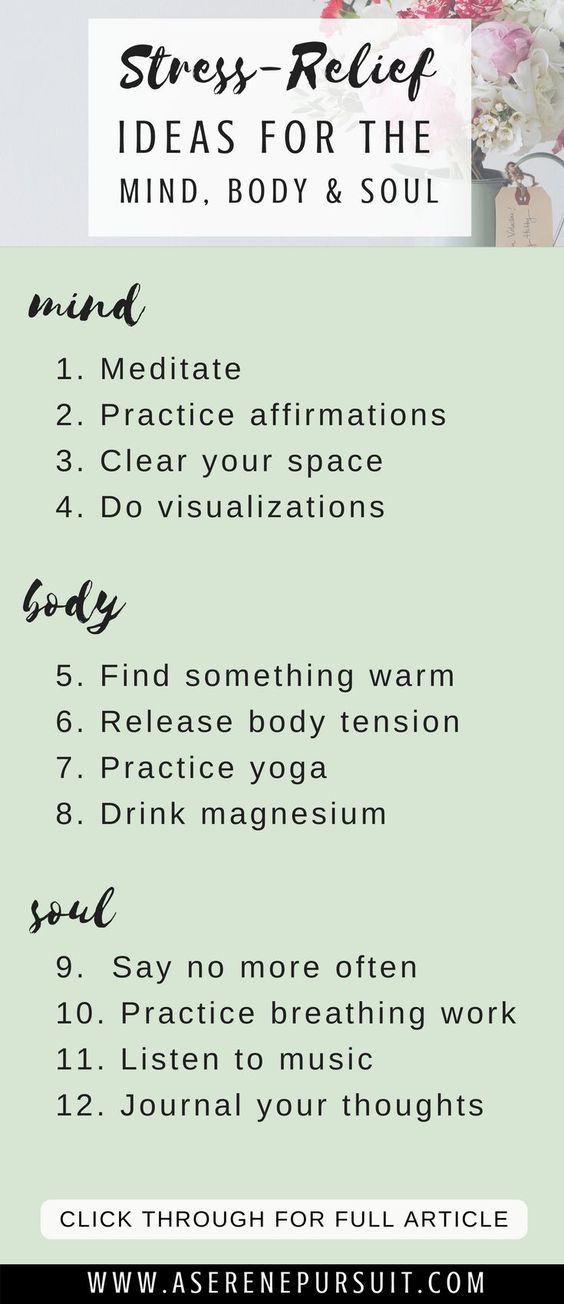 Stress-Relief
IDEAS FOR THE
MIND, BODY & SOUL
mind
1. Meditate
2. Practice affirmations
3. Clear your space
4. Do visualizations
body
5. Find something warm
6. Release body tension
7. Practice yoga
8. Drink magnesium
soul
9. Say no more often
10. Practice breathing work
11. Listen to music
12. Journal your thoughts
CLICK THROUGH FOR FULL ARTICLE
WWW.ASERENEPURSUIT.COM